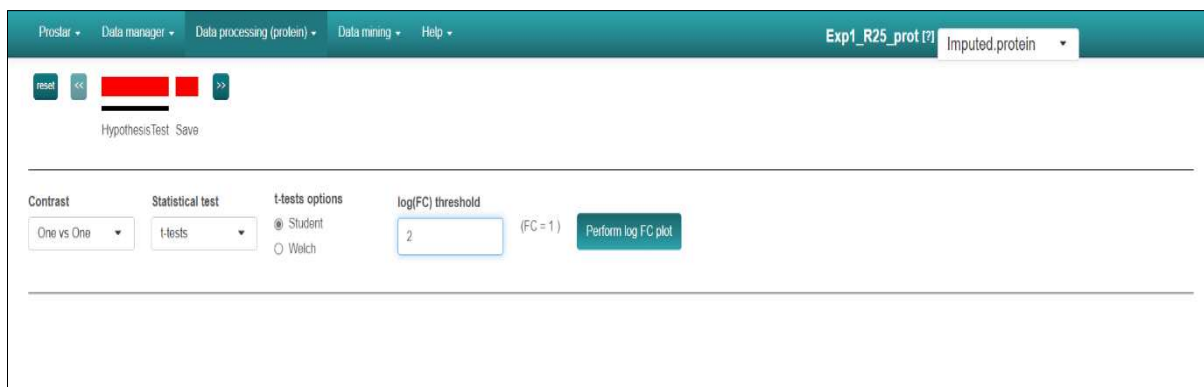 Prostar Data manager Data processing (protein) Data mining Help Exp1_R25_prot [?] Imputed.protein
reset << >>
HypothesisTest Save
Contrast Statistical test t-tests options log(FC) threshold
One vs One t-tests Student 2 (FC = 1 ) Perform log FC plot
Welch